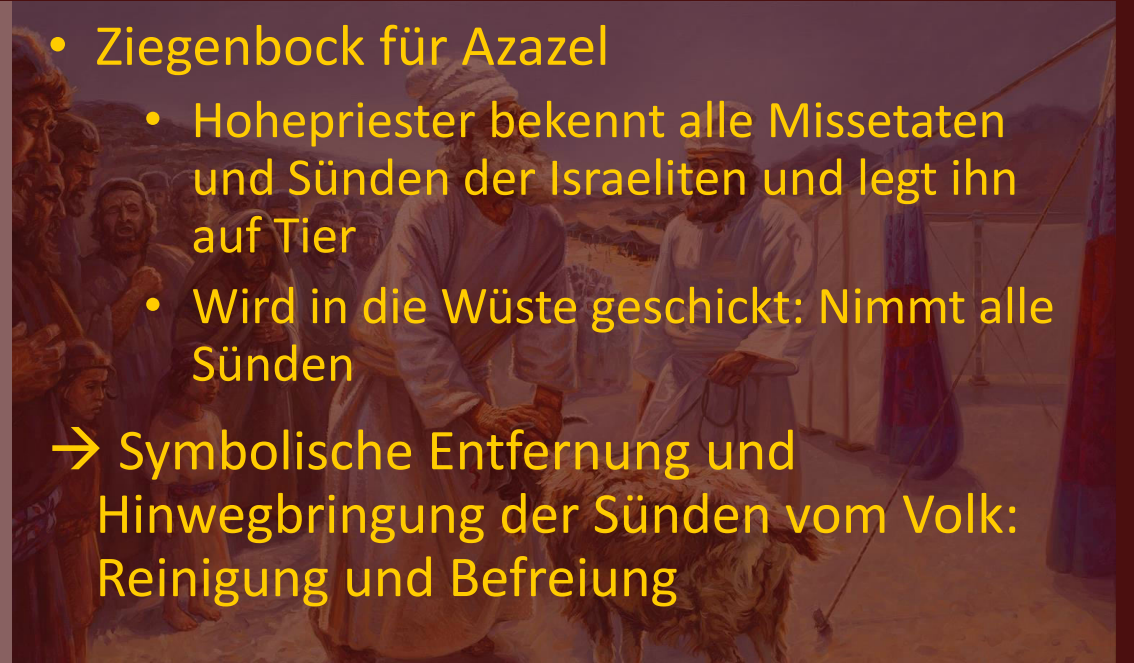 • Ziegenbock für Azazel
• Hohepriester bekennt alle Missetaten
und Sünden der Israeliten und legt ihn
auf Tier
• Wird in die Wüste geschickt: Nimmt alle
Sünden
→ Symbolische Entfernung und
Hinwegbringung der Sünden vom Volk:
Reinigung und Befreiung